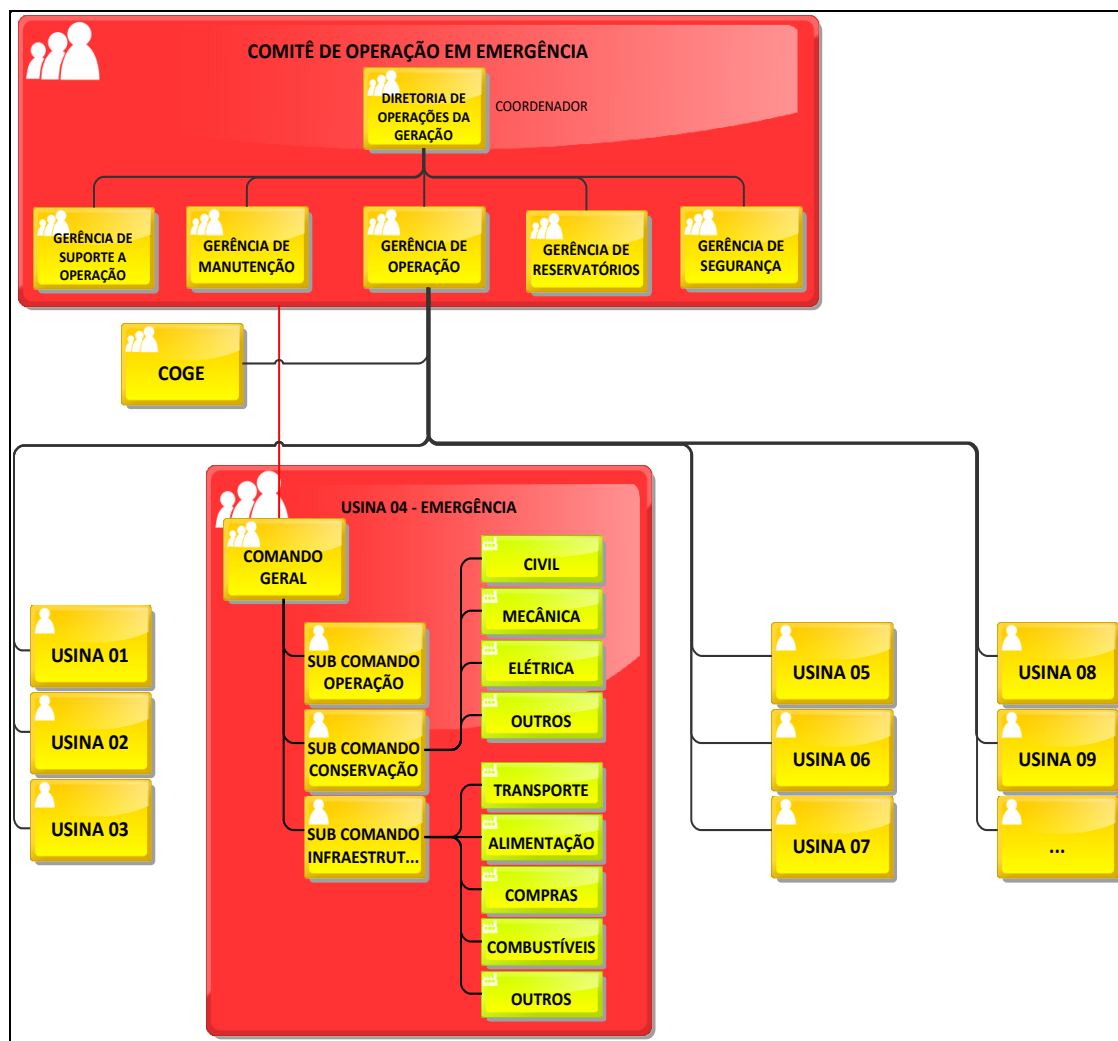 COMITÊ DE OPERAÇÃO EM EMERGÊNCIA
DIRETORIA DE
OPERAÇÕES DA
GERAÇÃO
COORDENADOR
GERÊNCIA DE
SUPORTE A
OPERAÇÃO
GERÊNCIA DE
MANUTENÇÃO
GERÊNCIA DE
OPERAÇÃO
GERÊNCIA DE
RESERVATÓRIOS
GERÊNCIA DE
SEGURANÇA
COGE
USINA 04 - EMERGÊNCIA
COMANDO
GERAL
SUB COMANDO
OPERAÇÃO
SUB COMANDO
CONSERVAÇÃO
SUB COMANDO
INFRAESTRUT...
CIVIL
MECÂNICA
ELÉTRICA
OUTROS
TRANSPORTE
ALIMENTAÇÃO
COMPRAS
COMBUSTÍVEIS
OUTROS
USINA 01
USINA 02
USINA 03
USINA 05
USINA 06
USINA 07
USINA 08
USINA 09
...